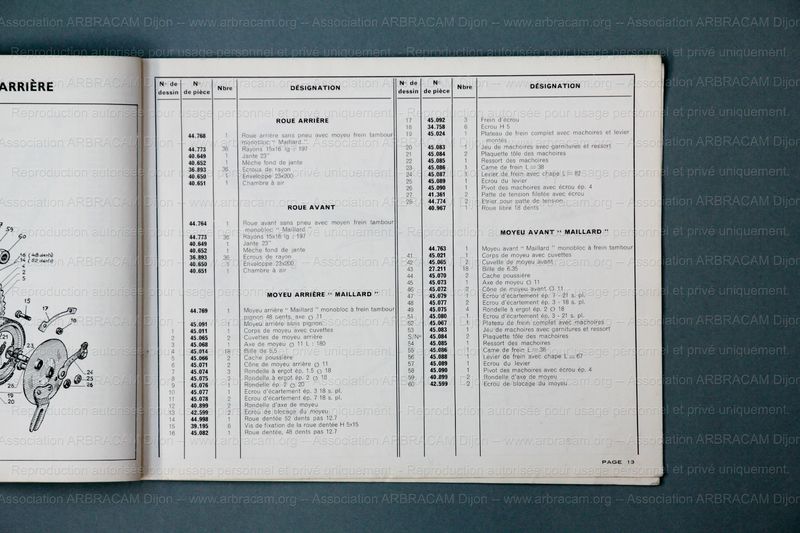 ARRIÈRE
N° de dessin N° de pièce Nbre DÉSIGNATION
ROUE ARRIÈRE
44.768 1 Roue arrière sans pneu avec moyeu frein tambour
monobloc "Maillard"
44.773 36 Rayons 15x16 lg : 197
40.649 1 Jante 23"
40.652 1 Mèche fond de jante
36.893 36 Ecrous de rayon
40.650 1 Enveloppe 23x200
40.651 1 Chambre à air
ROUE AVANT
44.764 1 Roue avant sans pneu avec moyen frein tambour
monobloc " Maillard "
44.773 36 Rayons 15x16 lg : 197
40.649 1 Jante 23"
40.652 1 Mèche fond de jante
36.893 36 Ecrous de rayon
40.650 1 Enveloppe 23x200
40.651 1 Chambre à air
MOYEU ARRIÈRE " MAILLARD "
44.769 1 Moyeu arrière " Maillard " monobloc à frein tambour
pignon 48 dents, axe ○ 11
45.091 1 Moyeu arrière sans pignon
1 45.011 1 Corps de moyeu avec cuvettes
2 45.065 2 Cuvettes de moyeu arrière
3 45.068 1 Axe de moyeu ○ 11 L : 180
4 45.014 18 Bille de 5,5
5 45.066 2 Cache poussière
6 45.071 2 Cône de moyeu arrière ○ 11
7 45.074 3 Rondelle à ergot ép. 1.5 ○ 18
8 45.075 3 Rondelle à ergot ép. 2 ○ 18
9 45.076 1 Rondelle ép. 2 ○ 20
10 45.077 1 Ecrou d'écartement ép. 3 18 s. pl.
11 45.078 2 Ecrou d'écartement ép. 7 18 s. pl.
12 40.899 2 Rondelle d'axe de moyeu
13 42.599 2 Ecrou de blocage du moyeu
14 44.998 1 Roue dentée 52 dents pas 12.7
15 39.195 6 Vis de fixation de la roue dentée H 5x15
16 45.082 1 Roue dentée, 48 dents pas 12.7
N° de dessin N° de pièce Nbre DÉSIGNATION
17 45.092 3 Frein d'écrou
18 34.758 6 Ecrou H 5
19 45.024 1 Plateau de frein complet avec machoires et levier
montés
20 45.083 1 Jeu de machoires avec garnitures et ressort
21 45.084 2 Plaquette tôle des machoires
22 45.085 1 Ressort des machoires
23 45.086 1 Came de frein L = 38
24 45.087 1 Levier de frein avec chape L = 82
25 45.089 1 Ecrou du levier
26 45.090 1 Pivot des machoires avec écrou ép. 4
27 41.361 2 Patte de tension filetée avec écrou
28 44.774 2 Etrier pour patte de tension
40.967 1 Roue libre 18 dents
MOYEU AVANT " MAILLARD "
44.763 1 Moyeu avant " Maillard " monobloc à frein tambour
41 45.021 1 Corps de moyeu avec cuvettes
42 45.065 2 Cuvette de moyeu avant
43 27.211 18 Bille de 6.35
44 45.070 2 Cache poussière
45 45.073 1 Axe de moyeu ○ 11
46 45.072 2 Cône de moyeu avant ○ 11
47 45.079 1 Ecrou d'écartement ép. 7 - 21 s. pl.
48 45.077 2 Ecrou d'écartement ép. 3 - 18 s. pl.
49 45.075 4 Rondelle à ergot ép. 2 ○ 18
51 45.080 1 Ecrou d'écartement ép. 3 - 21 s. pl.
52 45.067 1 Plateau de frein complet avec machoires
53 45.083 1 Jeu de machoires avec garnitures et ressort
S/N° 45.084 2 Plaquette tôle des machoires
54 45.085 1 Ressort des machoires
55 45.086 1 Came de frein L = 38
56 45.088 1 Levier de frein avec chape L = 67
57 45.089 1 Ecrou du levier
58 45.090 1 Pivot des machoires avec écrou ép. 4
59 40.899 2 Rondelle d'axe de moyeu
60 42.599 2 Ecrou de blocage du moyeu
PAGE 13
Association ARBRACAM Dijon -- www.arbracam.org
Reproduction autorisée pour usage personnel et privé uniquement.